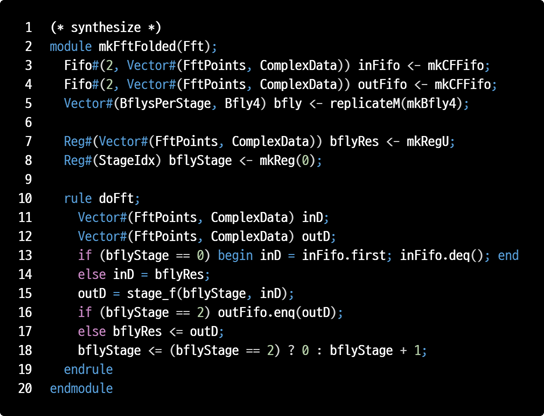 1 (* synthesize *)
2 module mkFftFolded(Fft);
3 Fifo#(2, Vector#(FftPoints, ComplexData)) inFifo <- mkCFFifo;
4 Fifo#(2, Vector#(FftPoints, ComplexData)) outFifo <- mkCFFifo;
5 Vector#(BflysPerStage, Bfly4) bfly <- replicateM(mkBfly4);
6
7 Reg#(Vector#(FftPoints, ComplexData)) bflyRes <- mkRegU;
8 Reg#(StageIdx) bflyStage <- mkReg(0);
9
10 rule doFft;
11 Vector#(FftPoints, ComplexData) inD;
12 Vector#(FftPoints, ComplexData) outD;
13 if (bflyStage == 0) begin inD = inFifo.first; inFifo.deq(); end
14 else inD = bflyRes;
15 outD = stage_f(bflyStage, inD);
16 if (bflyStage == 2) outFifo.enq(outD);
17 else bflyRes <= outD;
18 bflyStage <= (bflyStage == 2) ? 0 : bflyStage + 1;
19 endrule
20 endmodule